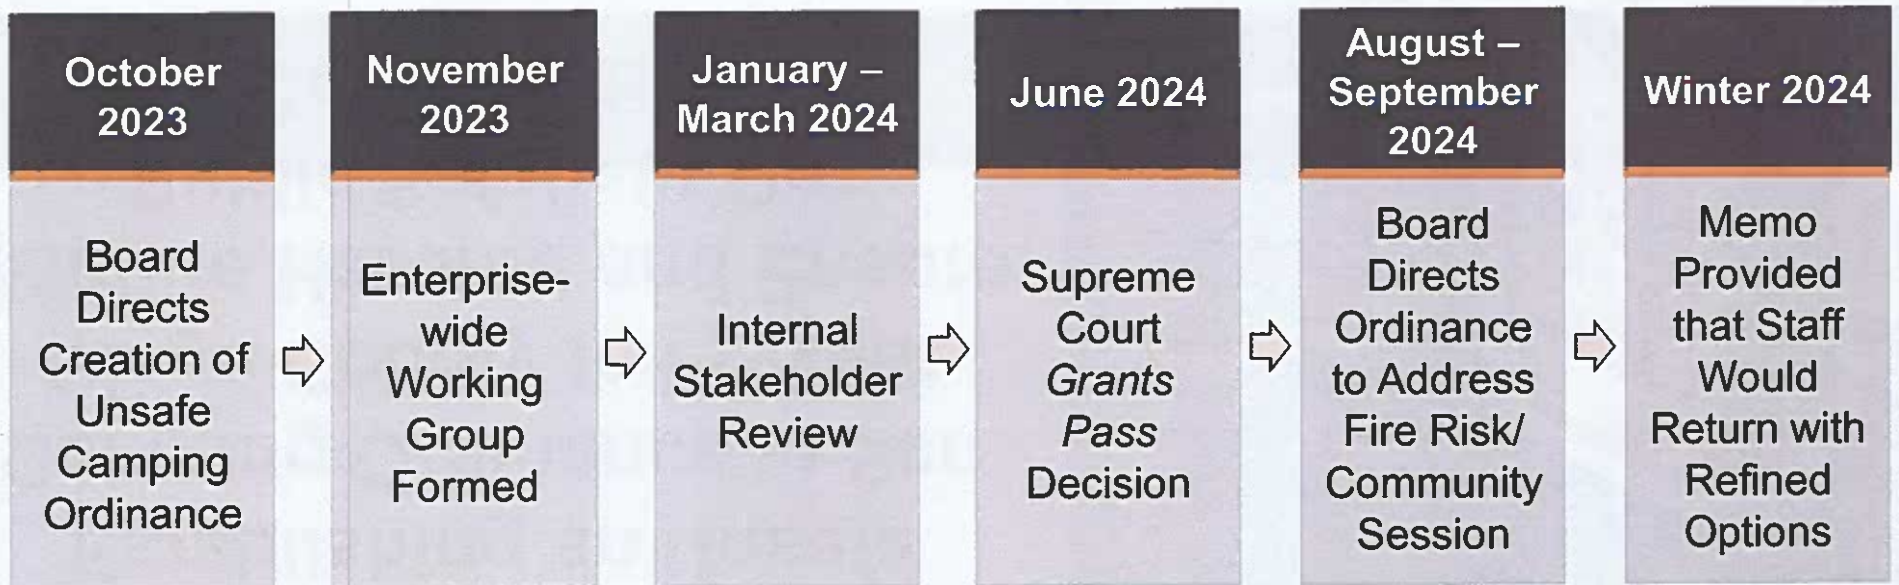 October
2023
Board
Directs
Creation of
Unsafe
Camping
Ordinance
November
2023
Enterprise-
wide
Working
Group
Formed
January –
March 2024
Internal
Stakeholder
Review
June 2024
Supreme
Court
Grants
Pass
Decision
August –
September
2024
Board
Directs
Ordinance
to Address
Fire Risk/
Community
Session
Winter 2024
Memo
Provided
that Staff
Would
Return with
Refined
Options